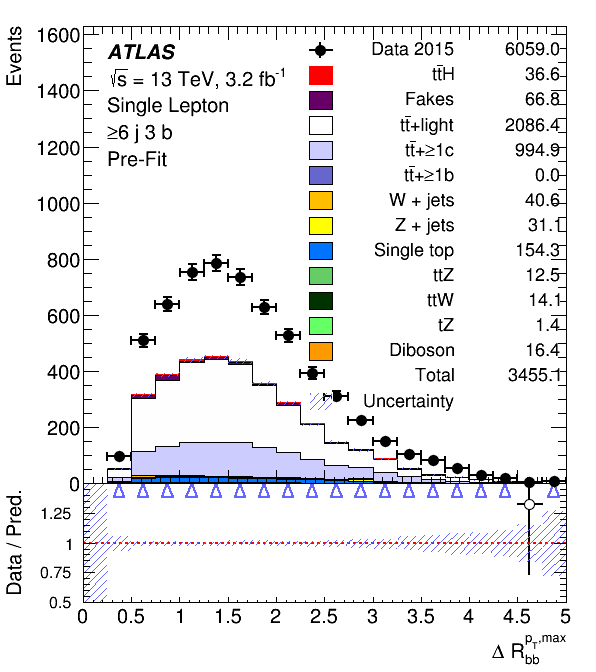 Events
1600
1400
1200
1000
800
600
400
200
0
ATLAS
√s = 13 TeV, 3.2 fb⁻¹
Single Lepton
≥6 j 3 b
Pre-Fit
Data 2015 6059.0
tt̄H 36.6
Fakes 66.8
tt̄+light 2086.4
tt̄+≥1c 994.9
tt̄+≥1b 0.0
W + jets 40.6
Z + jets 31.1
Single top 154.3
ttZ 12.5
ttW 14.1
tZ 1.4
Diboson 16.4
Total 3455.1
Uncertainty
Data / Pred.
1.25
1
0.75
0.5
0 0.5 1 1.5 2 2.5 3 3.5 4 4.5 5
Δ R_bb^{p_T,max}